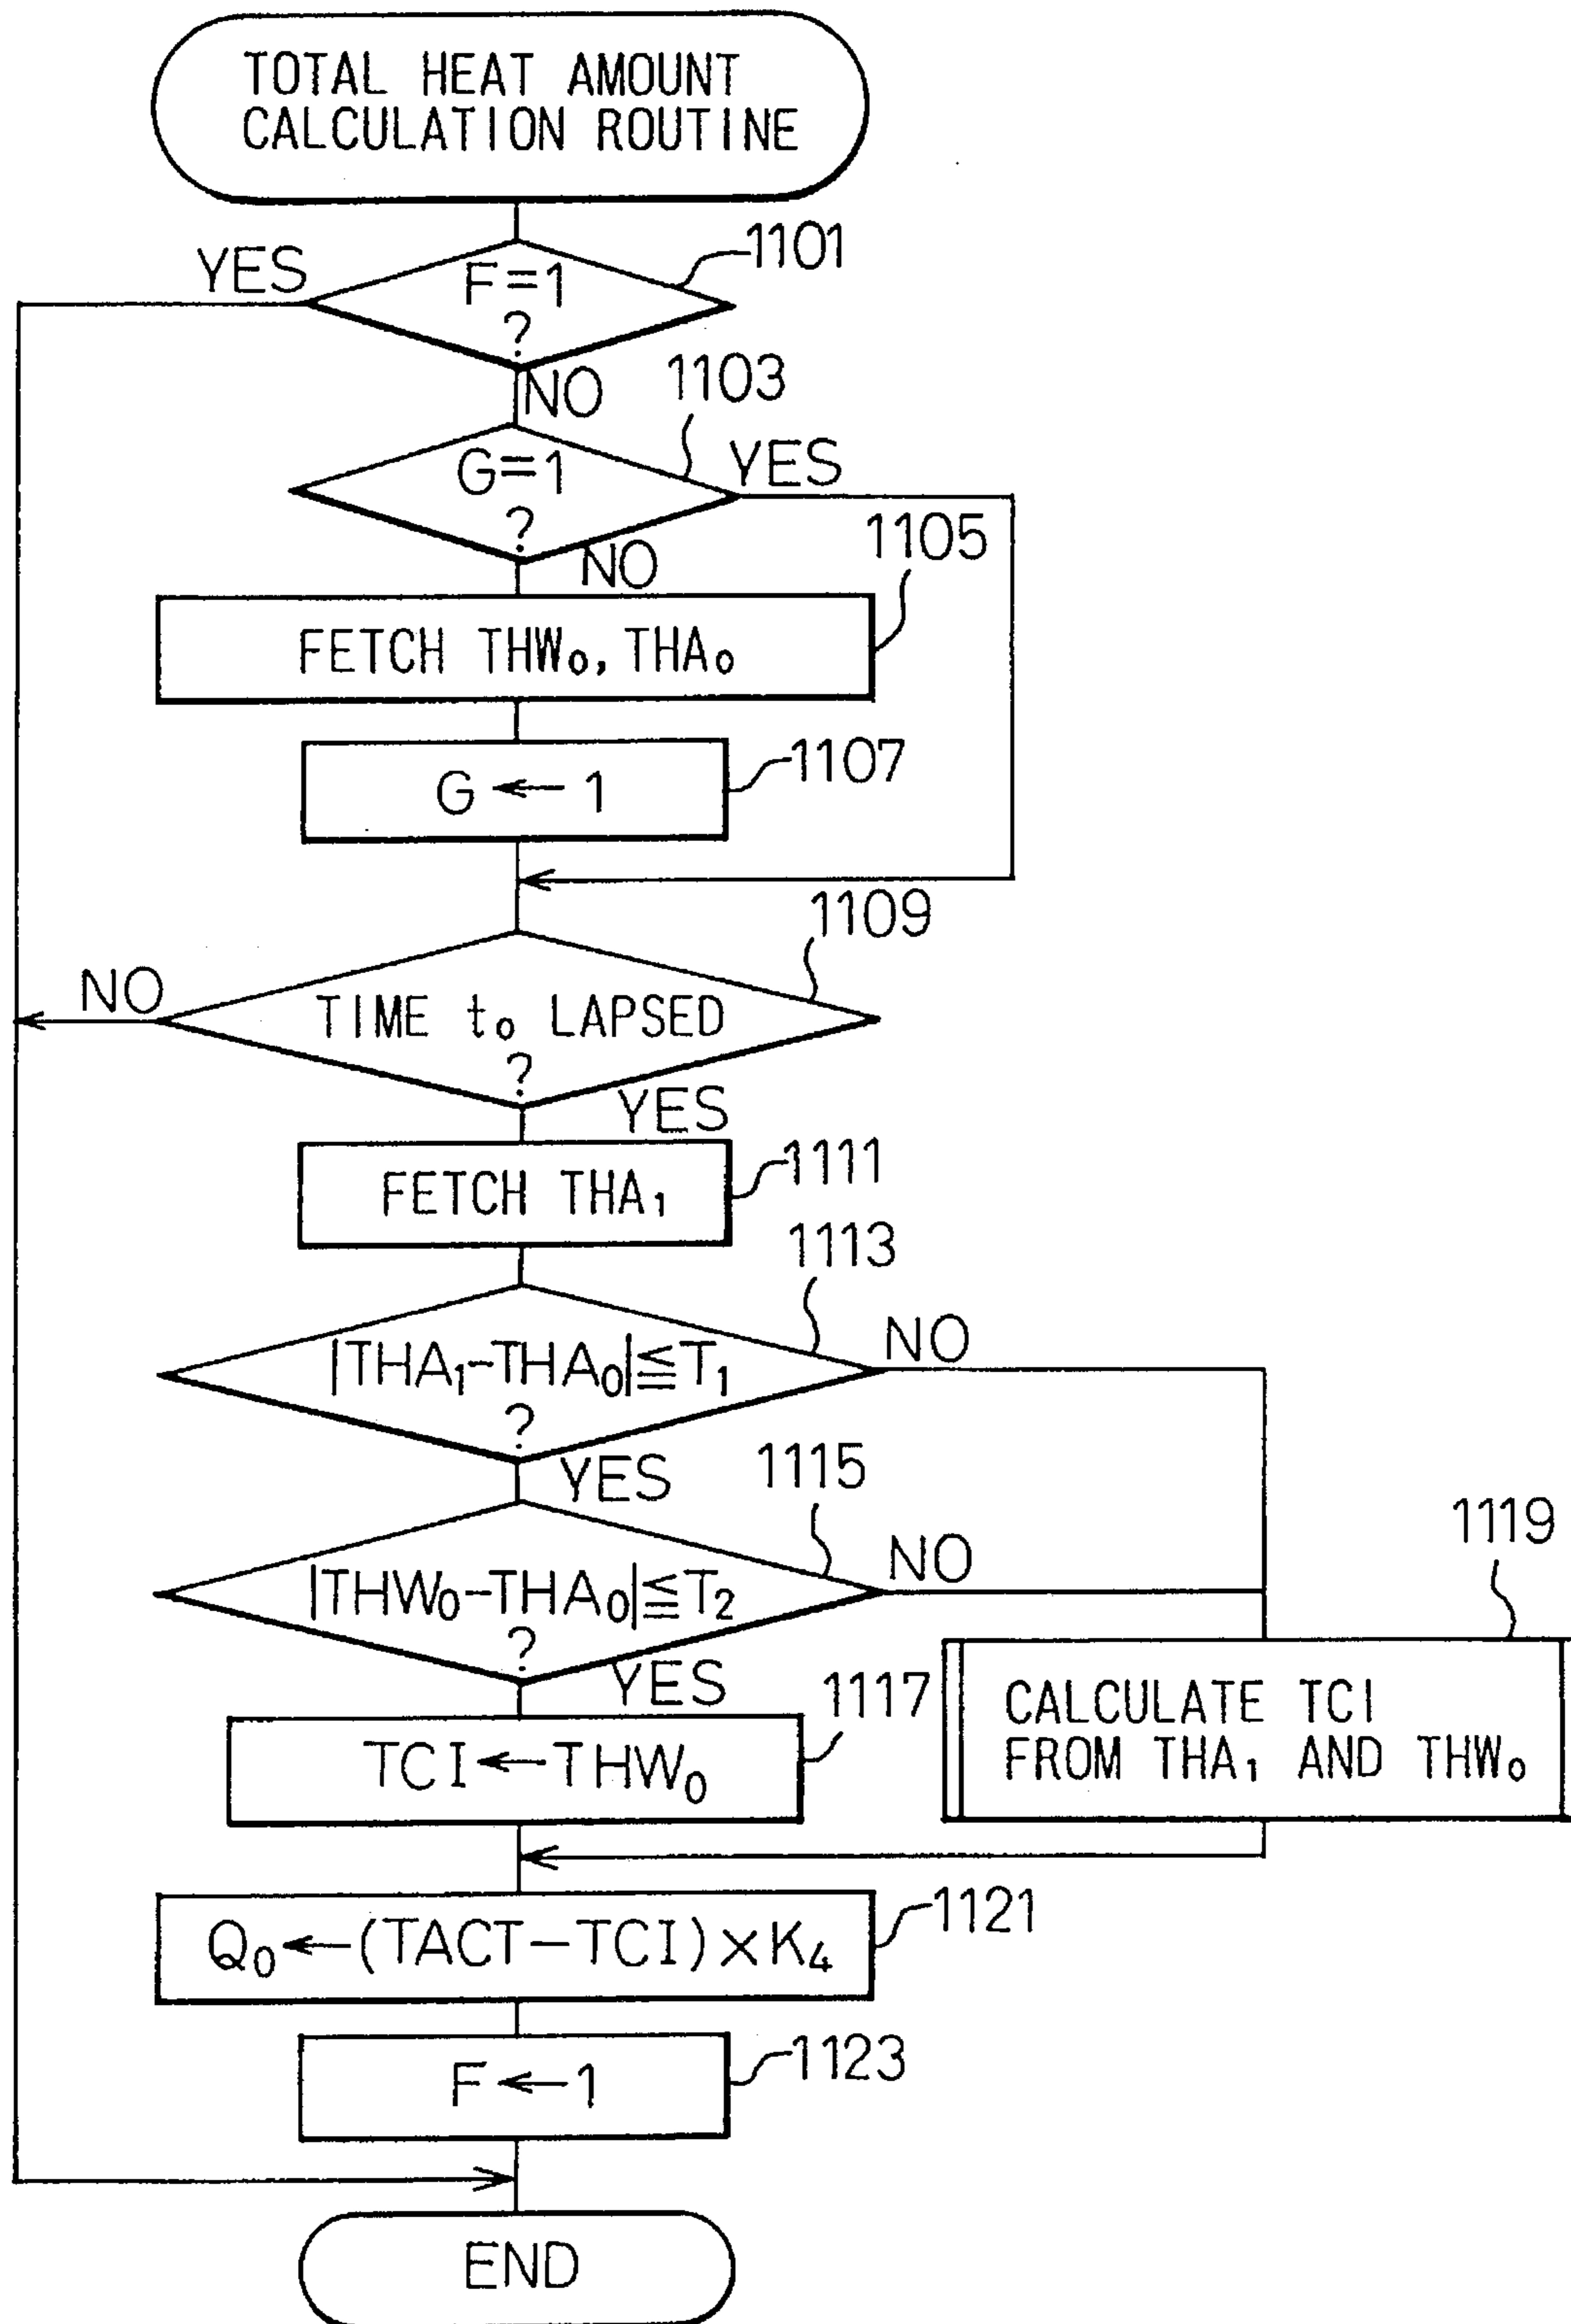 TOTAL HEAT AMOUNT
CALCULATION ROUTINE
1101
YES
F=1
?
NO
1103
G=1
?
YES
NO
1105
FETCH THW₀, THA₀
1107
G ← 1
1109
NO
TIME t₀ LAPSED
?
YES
1111
FETCH THA₁
1113
|THA₁-THA₀|≦T₁
?
NO
YES
1115
|THW₀-THA₀|≦T₂
?
NO
YES
1119
CALCULATE TCI
FROM THA₁ AND THW₀
1117
TCI←THW₀
1121
Q₀←(TACT-TCI)×K₄
1123
F←1
END